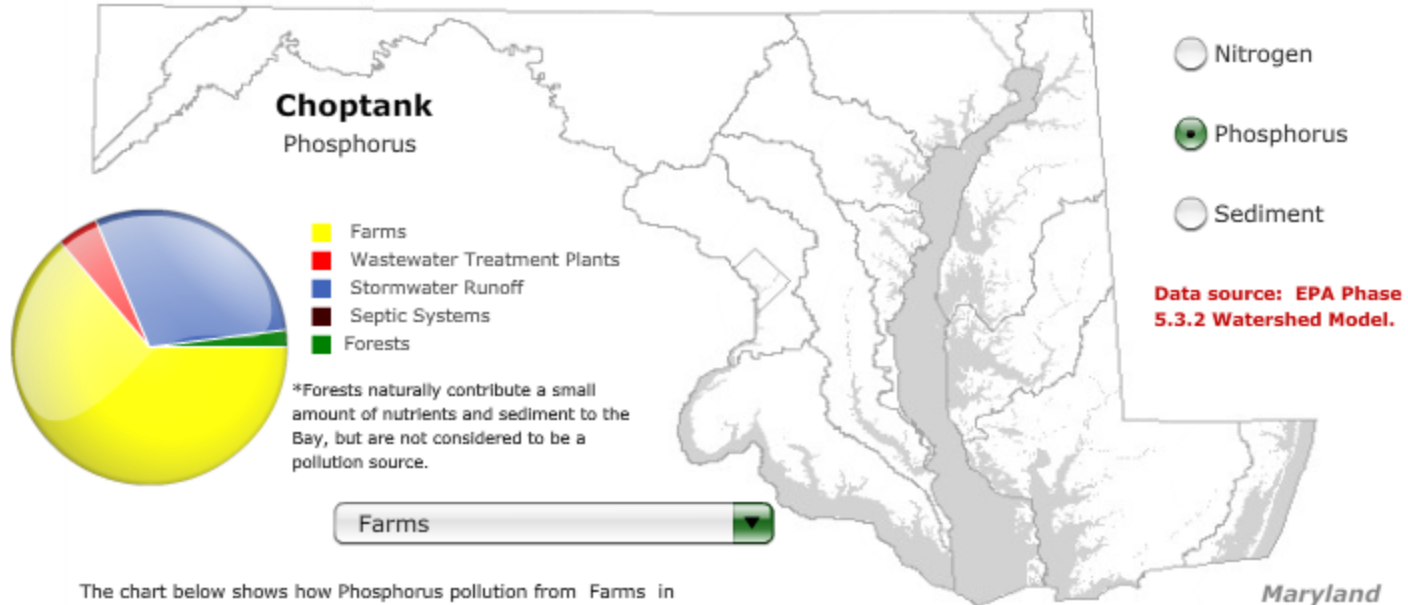 Choptank
Phosphorus
Nitrogen
Phosphorus
Sediment
Data source:  EPA Phase
5.3.2 Watershed Model.
Farms
Wastewater Treatment Plants
Stormwater Runoff
Septic Systems
Forests
*Forests naturally contribute a small
amount of nutrients and sediment to the
Bay, but are not considered to be a
pollution source.
Farms
The chart below shows how Phosphorus pollution from  Farms  in
Maryland